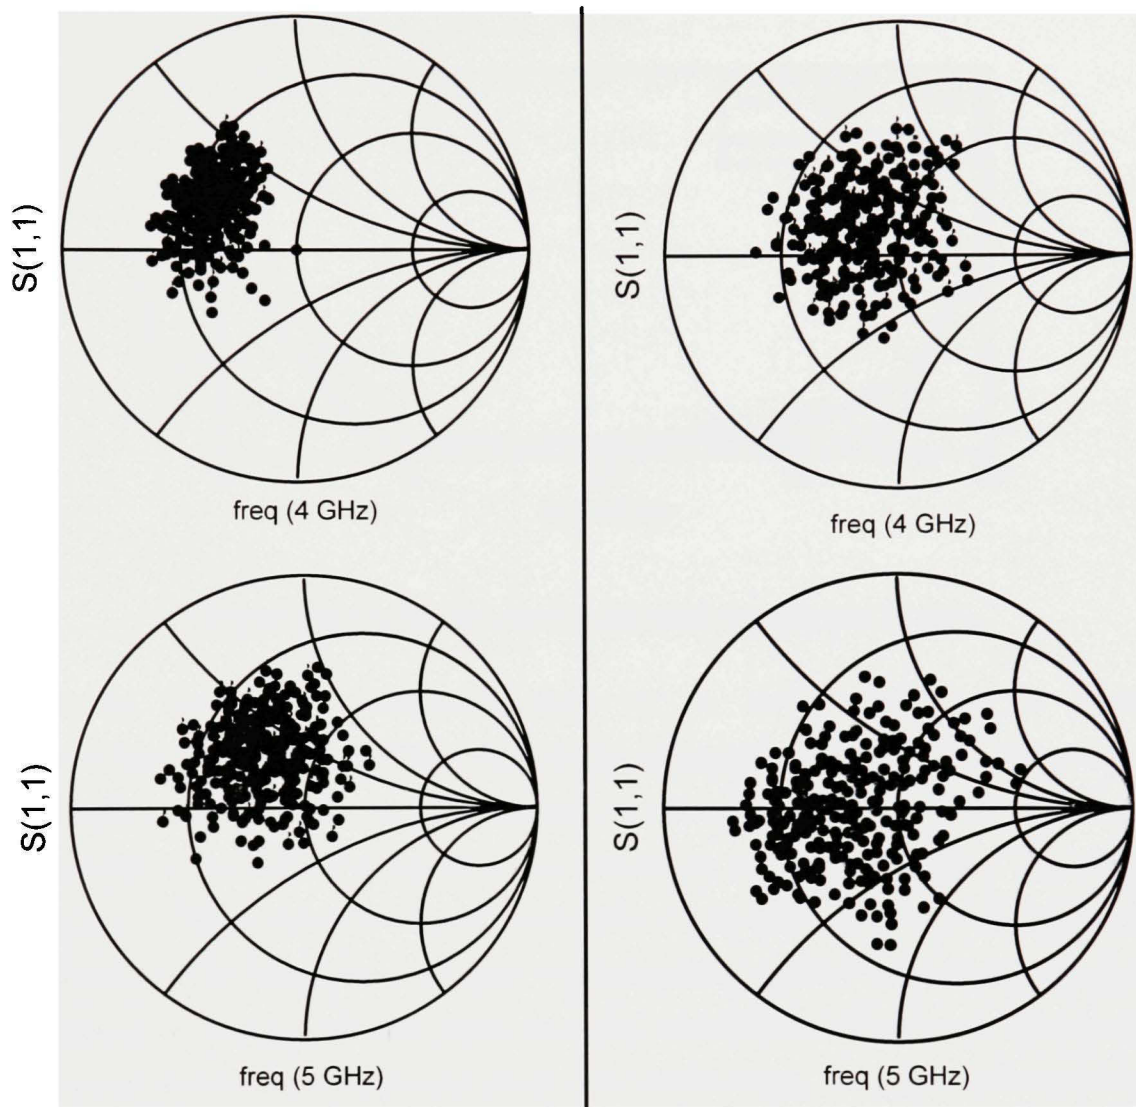 S(1,1)
freq (4 GHz)
S(1,1)
freq (4 GHz)
S(1,1)
freq (5 GHz)
S(1,1)
freq (5 GHz)